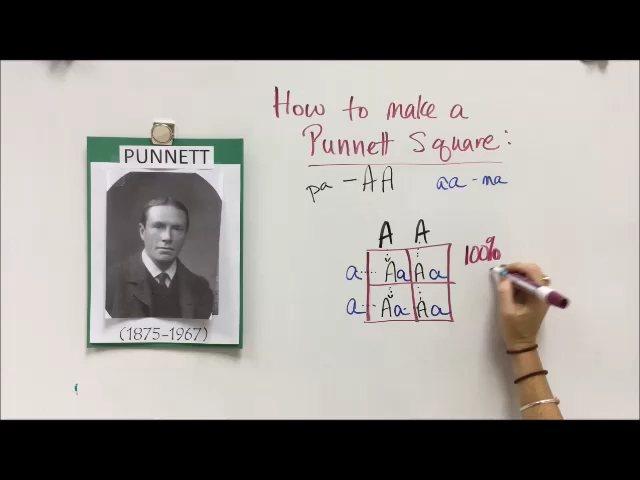 How to make a
Punnett Square:
PUNNETT
pa - AA
aa - ma
A A
a Aa Aa
a Aa Aa
100%
(1875-1967)